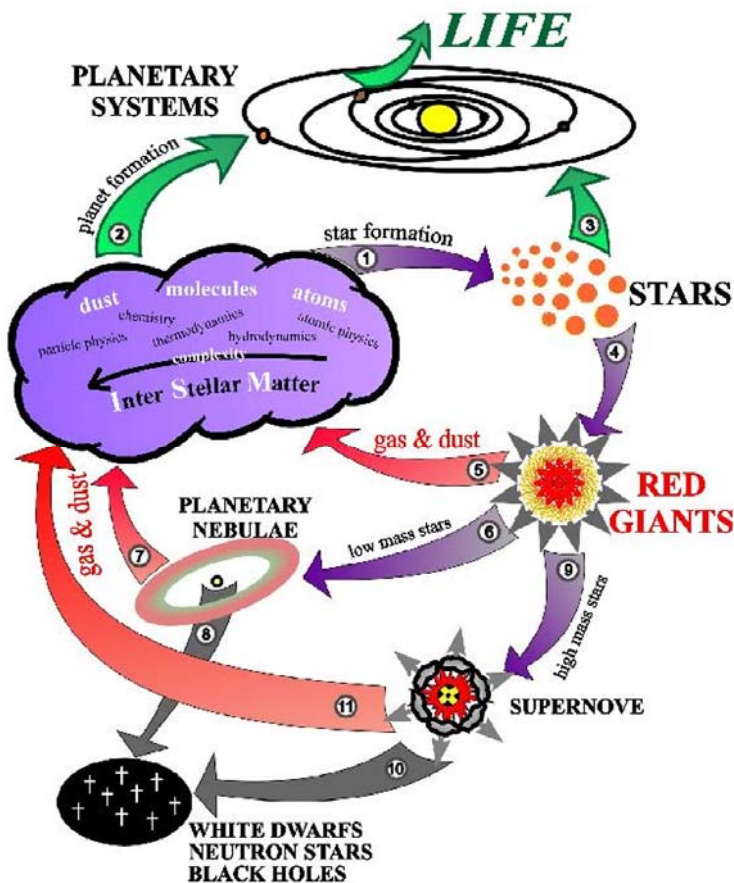 LIFE
PLANETARY
SYSTEMS
planet formation
2
3
star formation
1
STARS
dust molecules atoms
chemistry
particle physics thermodynamics hydrodynamics atomic physics
complexity
Inter Stellar Matter
4
gas & dust
5
RED
GIANTS
gas & dust
7
PLANETARY
NEBULAE
low mass stars
6
9
high mass stars
8
11
SUPERNOVE
10
WHITE DWARFS
NEUTRON STARS
BLACK HOLES